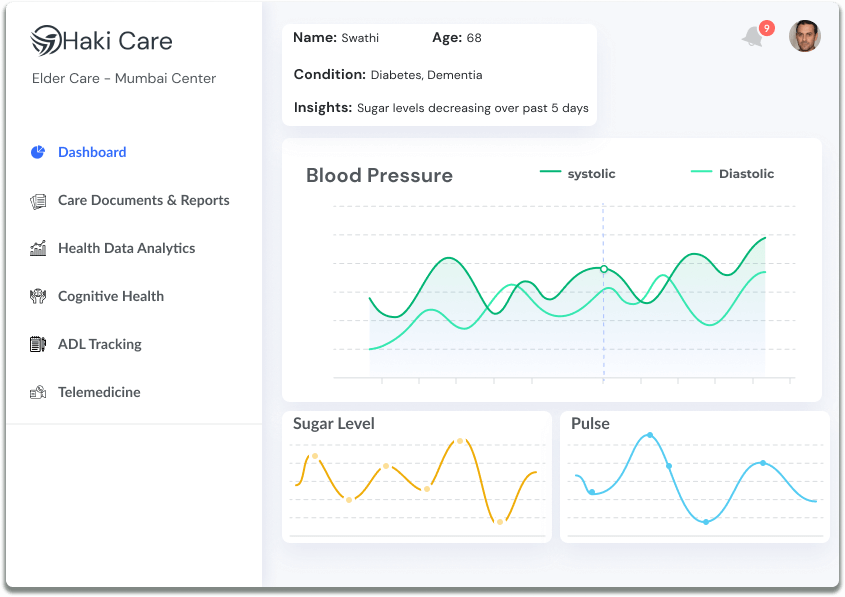 Haki Care
Elder Care - Mumbai Center
Dashboard
Care Documents & Reports
Health Data Analytics
Cognitive Health
ADL Tracking
Telemedicine
Name: Swathi Age: 68
Condition: Diabetes, Dementia
Insights: Sugar levels decreasing over past 5 days
9
Blood Pressure systolic Diastolic
Sugar Level
Pulse